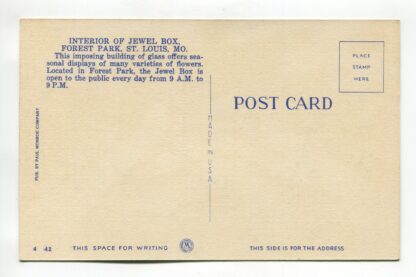 INTERIOR OF JEWEL BOX,
FOREST PARK, ST. LOUIS, MO.
This imposing building of glass offers sea-
sonal displays of many varieties of flowers.
Located in Forest Park, the Jewel Box is
open to the public every day from 9 A.M. to
9 P.M.
PLACE
STAMP
HERE
POST CARD
PUB. BY PAUL MONROE COMPANY
MADE IN USA
4 42
THIS SPACE FOR WRITING
THIS SIDE IS FOR THE ADDRESS